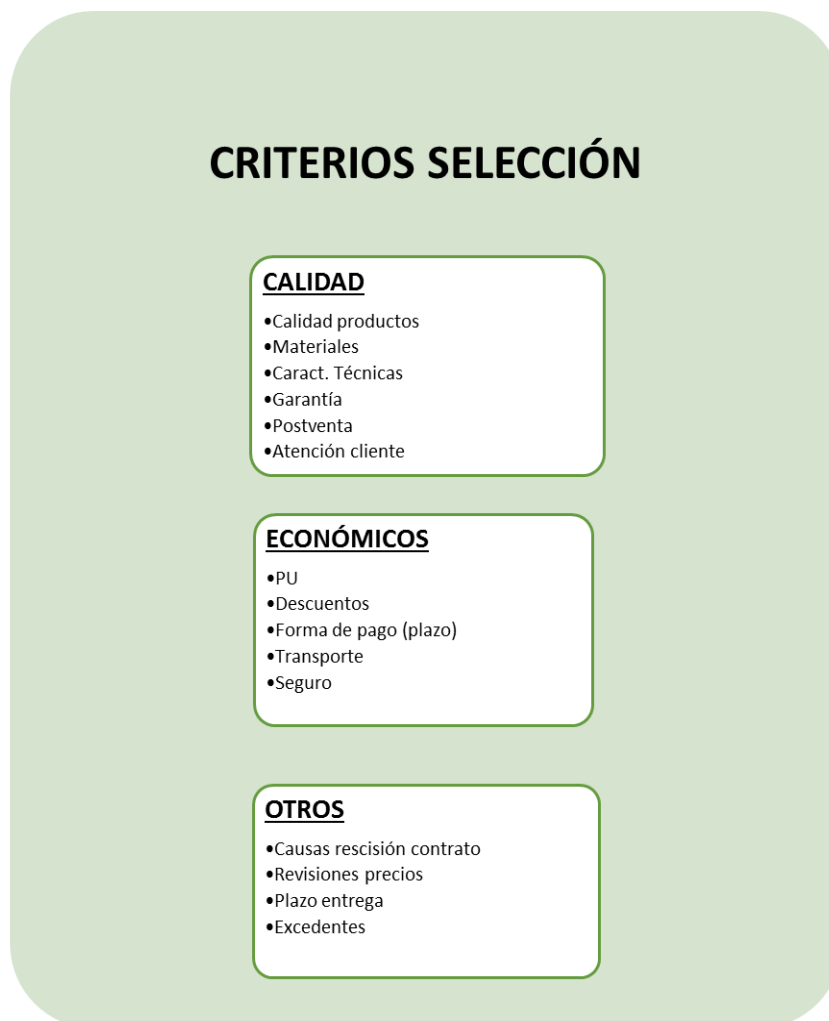 CRITERIOS SELECCIÓN
CALIDAD
•Calidad productos
•Materiales
•Caract. Técnicas
•Garantía
•Postventa
•Atención cliente
ECONÓMICOS
•PU
•Descuentos
•Forma de pago (plazo)
•Transporte
•Seguro
OTROS
•Causas rescisión contrato
•Revisiones precios
•Plazo entrega
•Excedentes